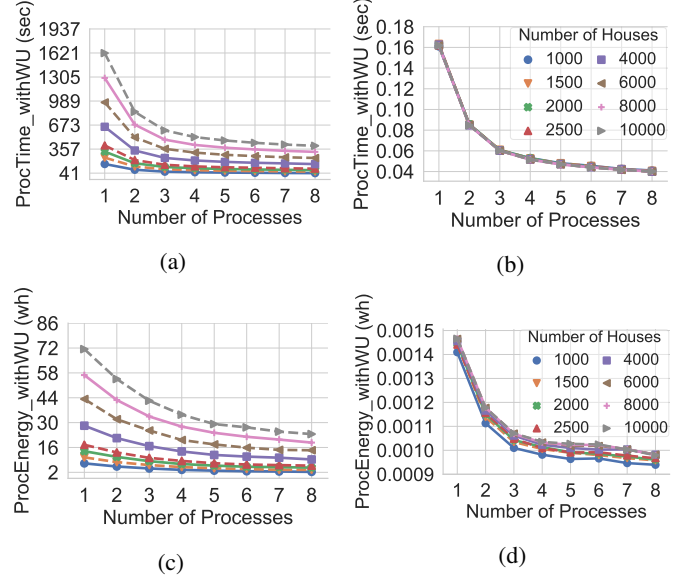 ProcTiime_withWU (sec)
1937
1621
1305
989
673
357
41
1 2 3 4 5 6 7 8
Number of Processes
(a)
ProcTiime_withWU (sec)
0.18
0.16
0.14
0.12
0.10
0.08
0.06
0.04
Number of Houses
1000 4000
1500 6000
2000 8000
2500 10000
1 2 3 4 5 6 7 8
Number of Processes
(b)
ProcEnergy_withWU (wh)
86
72
58
44
30
16
2
1 2 3 4 5 6 7 8
Number of Processes
(c)
ProcEnergy_withWU (wh)
0.0015
0.0014
0.0012
0.0011
0.0010
0.0009
Number of Houses
1000 4000
1500 6000
2000 8000
2500 10000
1 2 3 4 5 6 7 8
Number of Processes
(d)